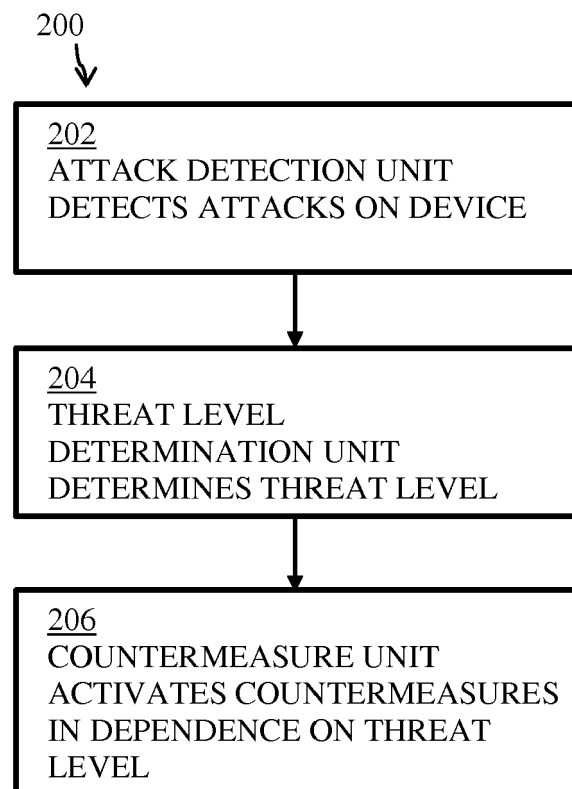 200
202
ATTACK DETECTION UNIT
DETECTS ATTACKS ON DEVICE
204
THREAT LEVEL
DETERMINATION UNIT
DETERMINES THREAT LEVEL
206
COUNTERMEASURE UNIT
ACTIVATES COUNTERMEASURES
IN DEPENDENCE ON THREAT
LEVEL